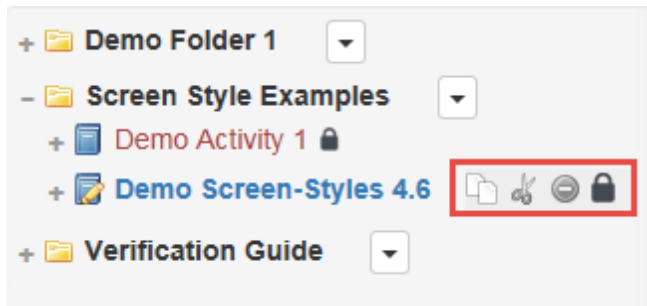 Demo Folder 1
Screen Style Examples
Demo Activity 1
Demo Screen-Styles 4.6
Verification Guide